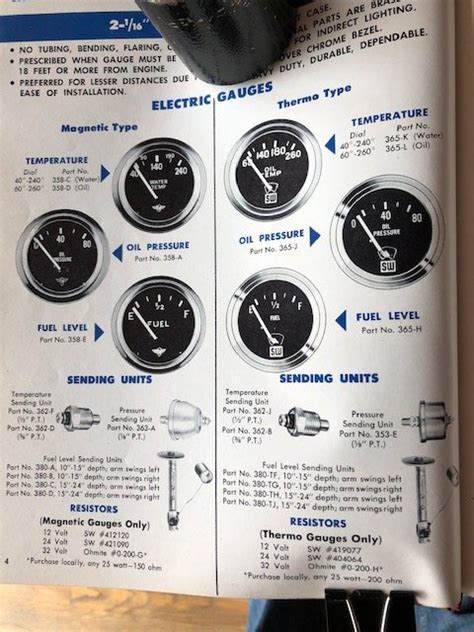 2-1/16"
CASE.
PARTS ARE BRASS
• NO TUBING, BENDING, FLARING,
FOR INDIRECT LIGHTING.
• PRESCRIBED WHEN GAUGE MUST BE
OVER CHROME BEZEL.
18 FEET OR MORE FROM ENGINE.
DUTY, DURABLE, DEPENDABLE.
• PREFERRED FOR LESSER DISTANCES DUE
EASE OF INSTALLATION.
ELECTRIC GAUGES
Magnetic Type
TEMPERATURE
Dial Part No.
40°-240° 358-C (Water)
60°-260° 358-D (Oil)
40 140 240
WATER
TEMP
OIL PRESSURE
Part No. 358-A
0 40 80
OIL
PRESSURE
FUEL LEVEL
Part No. 358-E
E 1/2 F
FUEL
SENDING UNITS
Temperature
Sending Unit
Part No. 362-F
(½" P.T.)
Part No. 362-D
(⅜" P.T.)
Pressure
Sending Unit
Part No. 363-A
(⅛" P.T.)
Fuel Level Sending Units
Part No. 380-A, 10"-15" depth; arm swings left
Part No. 380-B, 10"-15" depth; arm swings right
Part No. 380-C, 15"-24" depth; arm swings left
Part No. 380-D, 15"-24" depth; arm swings right
RESISTORS
(Magnetic Gauges Only)
12 Volt SW #412120
24 Volt SW #421090
32 Volt Ohmite #0-200-G*
*Purchase locally, any 25 watt-150 ohm
4
Thermo Type
TEMPERATURE
Dial Part No.
40°-240° 365-K (Water)
60°-260° 365-L (Oil)
60 140 260
OIL
TEMP
SW
OIL PRESSURE
Part No. 365-J
0 40 80
OIL
PRESSURE
SW
FUEL LEVEL
Part No. 365-H
E 1/2 F
FUEL
SW
SENDING UNITS
Temperature
Sending Unit
Part No. 362-J
(½" P.T.)
Part No. 362-B
(⅜" P.T.)
Pressure
Sending Unit
Part No. 353-E
(⅛" P.T.)
Fuel Level Sending Units
Part No. 380-TF, 10"-15" depth; arm swings left
Part No. 380-TG, 10"-15" depth; arm swings right
Part No. 380-TH, 15"-24" depth; arm swings left
Part No. 380-TJ, 15"-24" depth; arm swings right
RESISTORS
(Thermo Gauges Only)
12 Volt SW #419077
24 Volt SW #404064
32 Volt Ohmite #0-200-J*
*Purchase locally, any 25 watt-200 ohm